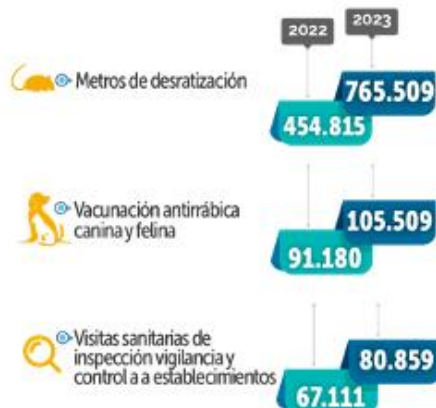 2022
2023
Metros de desratización
765.509
454.815
Vacunación antirrábica
canina y felina
105.509
91.180
Visitas sanitarias de
inspección vigilancia y
control a a establecimientos
80.859
67.111